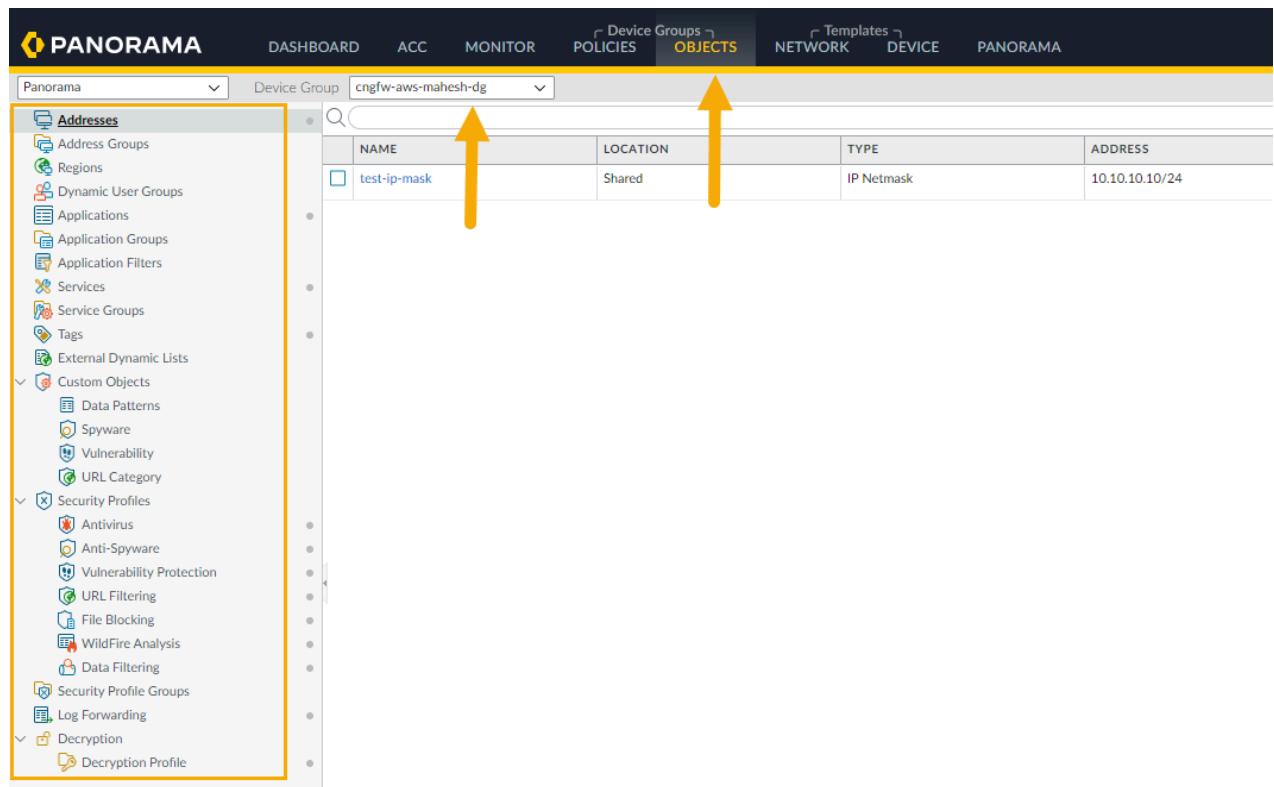 PANORAMA
DASHBOARD ACC MONITOR
Device Groups
POLICIES OBJECTS
Templates
NETWORK DEVICE
PANORAMA
Panorama Device Group cngfw-aws-mahesh-dg
Addresses
Address Groups
Regions
Dynamic User Groups
Applications
Application Groups
Application Filters
Services
Service Groups
Tags
External Dynamic Lists
Custom Objects
Data Patterns
Spyware
Vulnerability
URL Category
Security Profiles
Antivirus
Anti-Spyware
Vulnerability Protection
URL Filtering
File Blocking
WildFire Analysis
Data Filtering
Security Profile Groups
Log Forwarding
Decryption
Decryption Profile
NAME LOCATION TYPE ADDRESS
test-ip-mask Shared IP Netmask 10.10.10.10/24